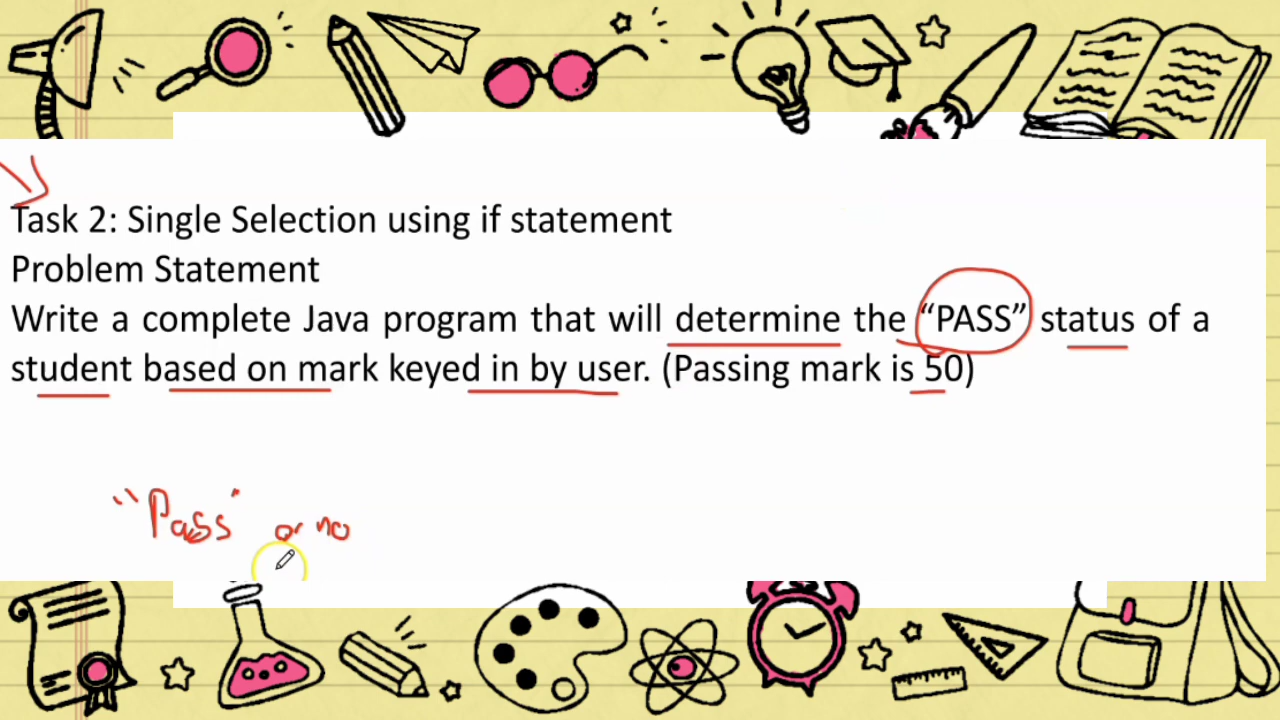 Task 2: Single Selection using if statement
Problem Statement
Write a complete Java program that will determine the “PASS” status of a
student based on mark keyed in by user. (Passing mark is 50)
“Pass” or no